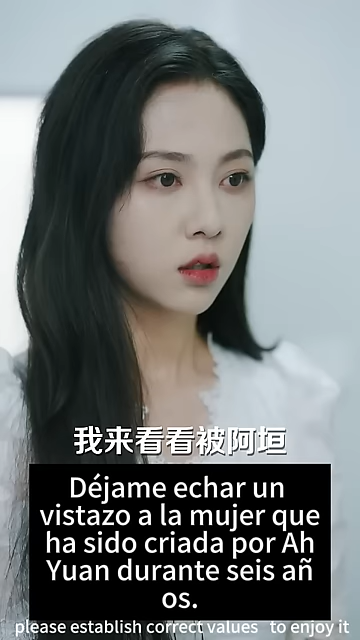 我来看看被阿垣
Déjame echar un
vistazo a la mujer que
ha sido criada por Ah
Yuan durante seis añ
os.
please establish correct values to enjoy it